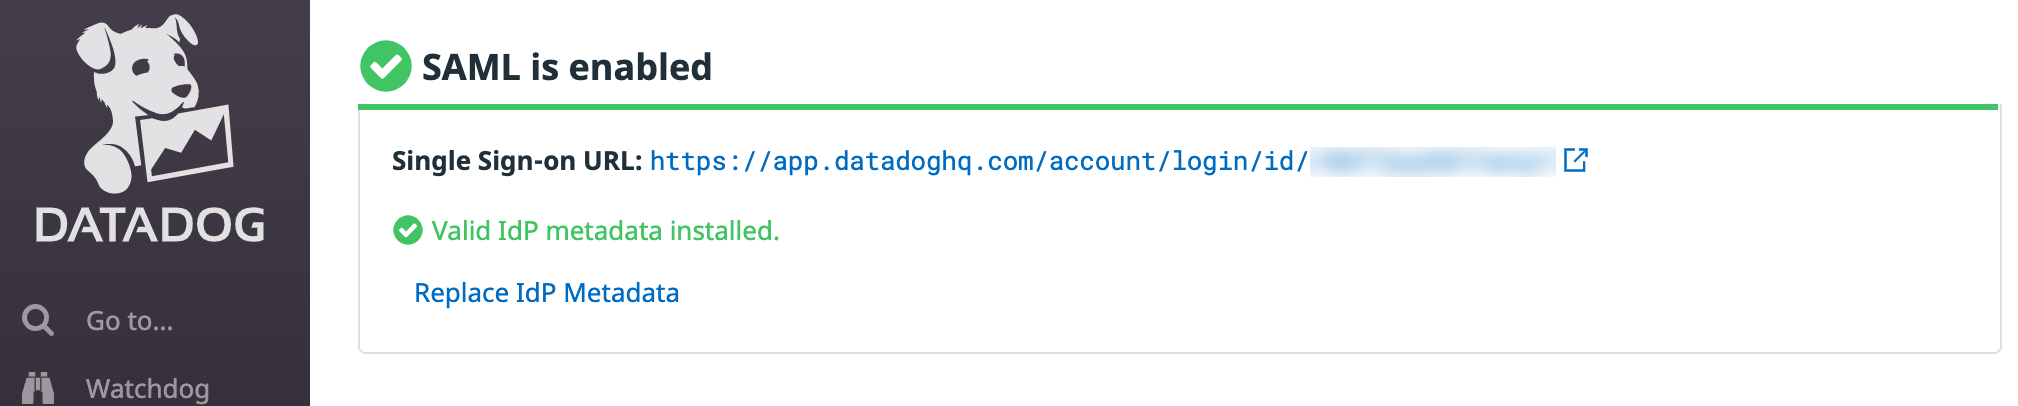 DATADOG
Go to...
Watchdog
SAML is enabled
Single Sign-on URL: https://app.datadoghq.com/account/login/id/
Valid IdP metadata installed.
Replace IdP Metadata